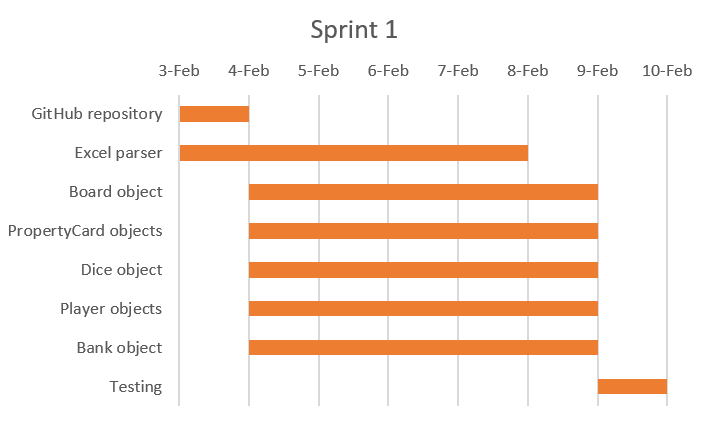 Sprint 1
3-Feb 4-Feb 5-Feb 6-Feb 7-Feb 8-Feb 9-Feb 10-Feb
GitHub repository
Excel parser
Board object
PropertyCard objects
Dice object
Player objects
Bank object
Testing